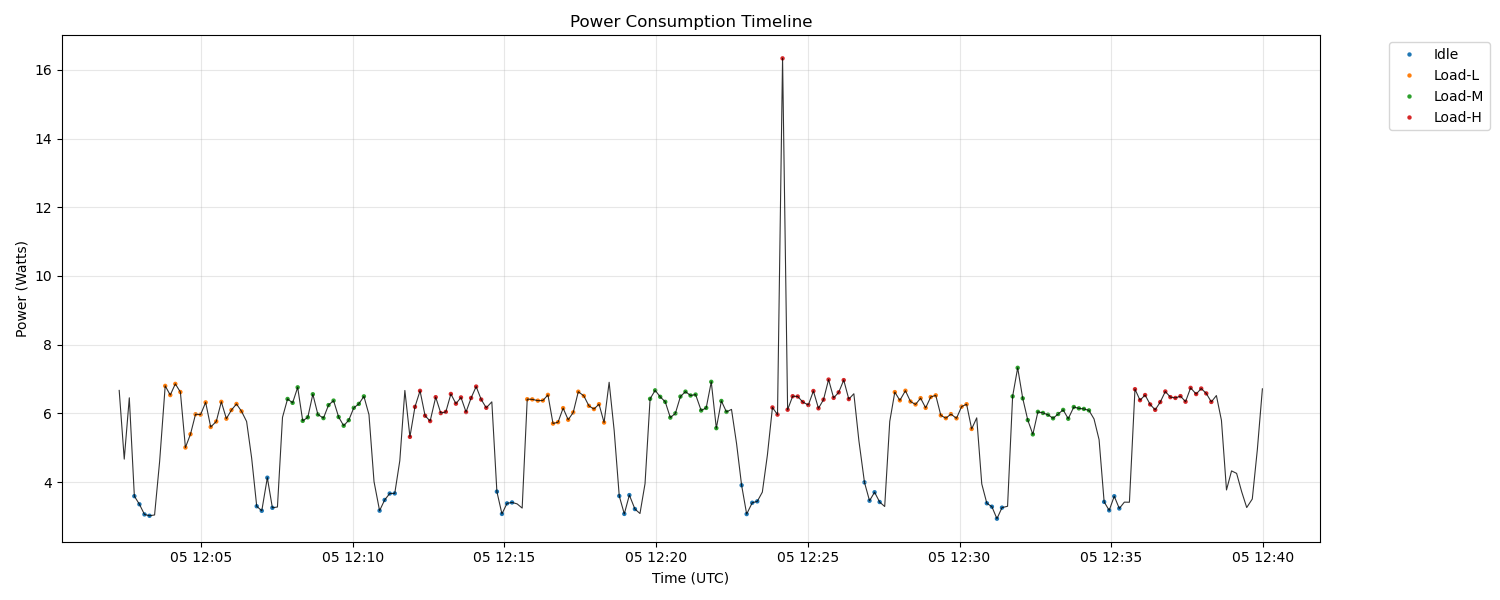 Power Consumption Timeline
Power (Watts)
16
14
12
10
8
6
4
05 12:05
05 12:10
05 12:15
05 12:20
05 12:25
05 12:30
05 12:35
05 12:40
Time (UTC)
Idle
Load-L
Load-M
Load-H